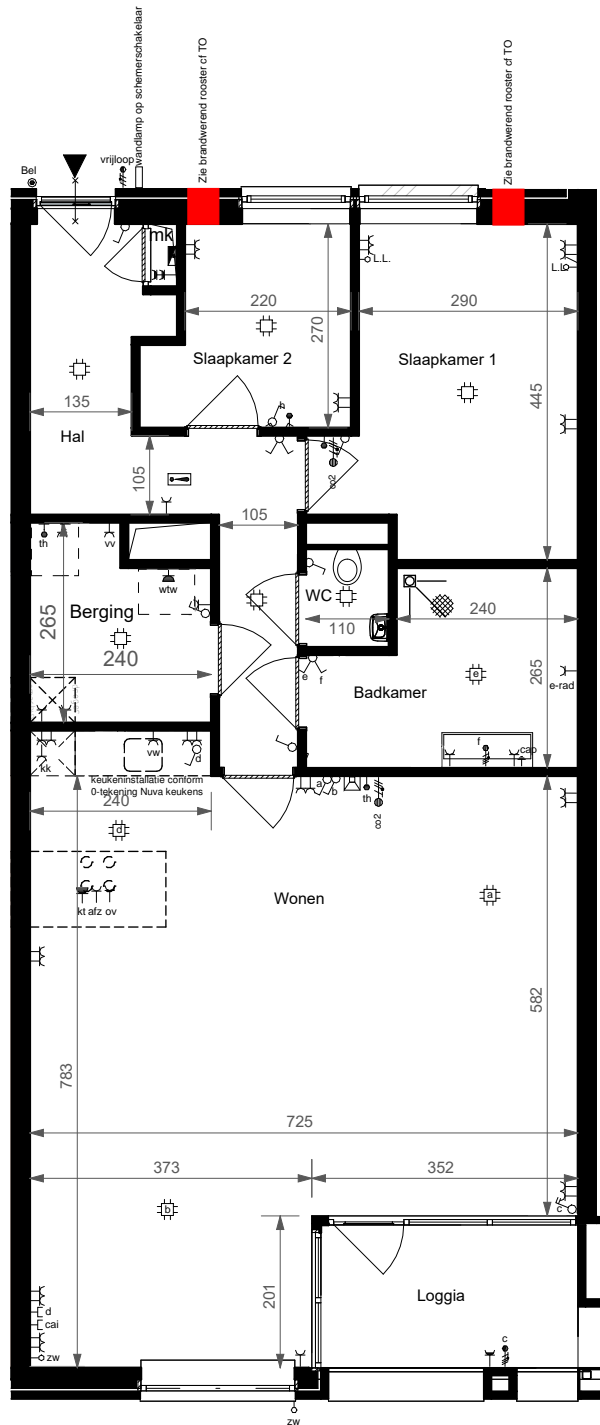 wandlamp op schemerschakelaar
Zie brandwerend rooster cf TO
Zie brandwerend rooster cf TO
Bel
vrijloop
mk
L.L.
L.L
220
290
270
Slaapkamer 2
Slaapkamer 1
445
135
Hal
105
co2
105
th
vv
wtw
WC
Berging
110
240
265
240
265
e
f
e
e-rad
Badkamer
f
cap
kk
vw
d
keukeninstallatie conform
0-tekening Nuva keukens
a
b
th
co2
240
d
kt afz ov
Wonen
a
582
783
725
373
352
b
c
201
Loggia
d
cai
zw
c
zw